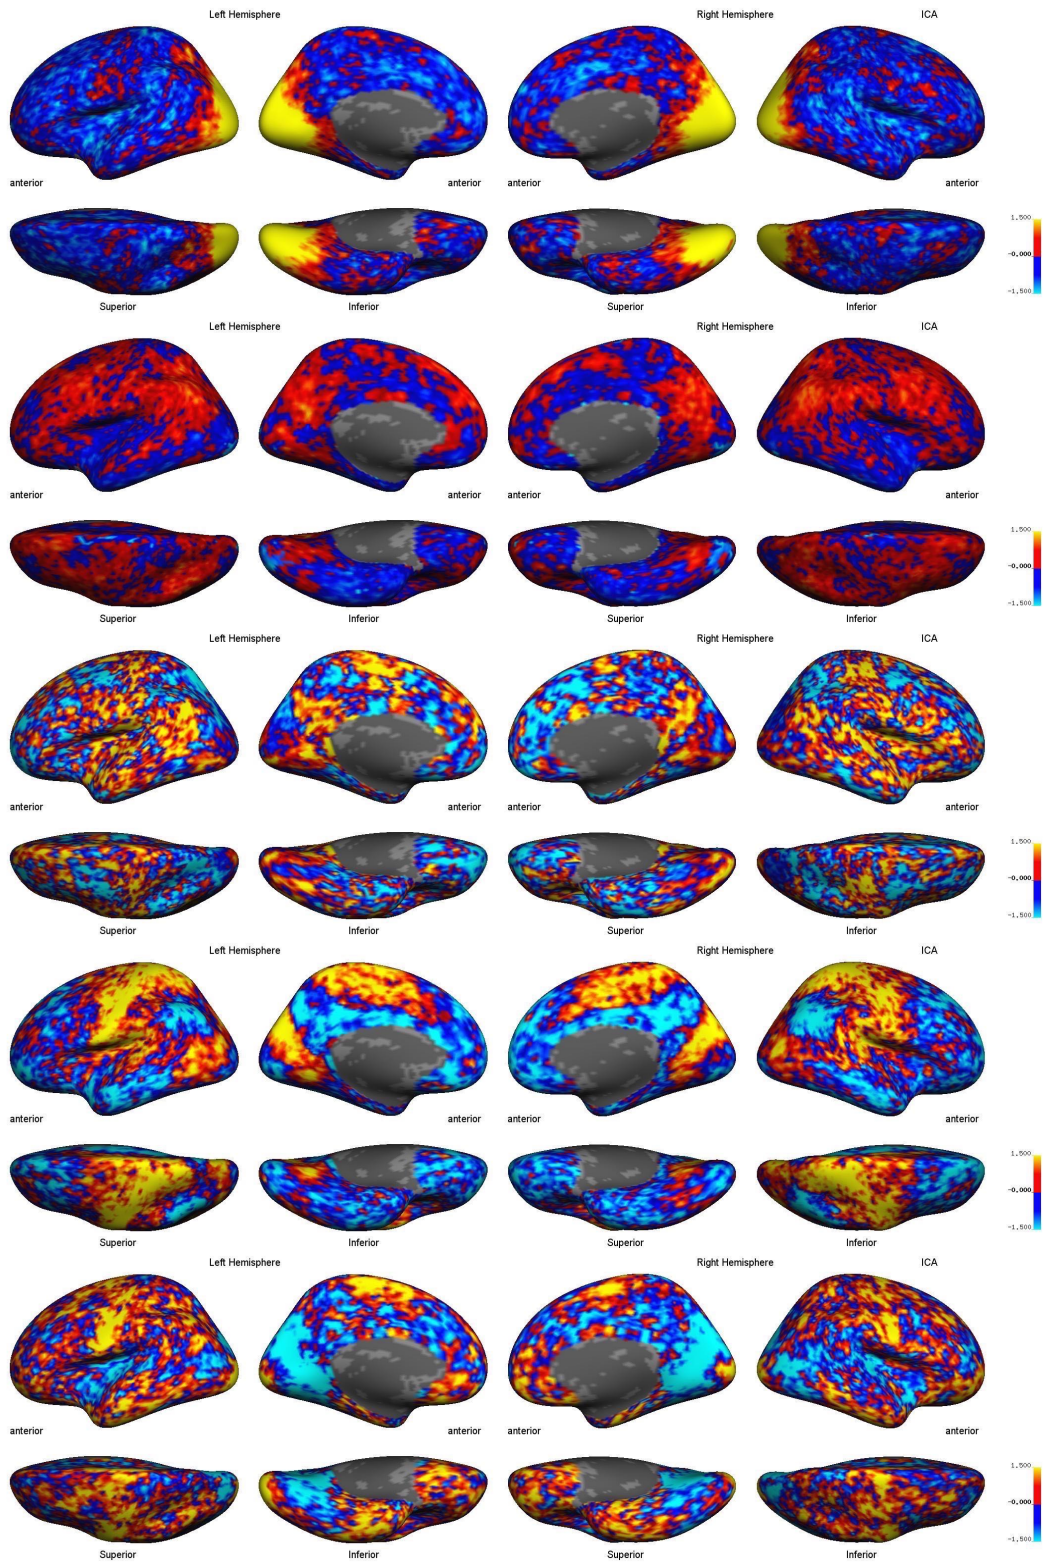 Left Hemisphere Right Hemisphere ICA
anterior anterior anterior anterior
1.500
-0.000
-1.500
Superior Inferior Superior Inferior
Left Hemisphere Right Hemisphere ICA
anterior anterior anterior anterior
1.500
-0.000
-1.500
Superior Inferior Superior Inferior
Left Hemisphere Right Hemisphere ICA
anterior anterior anterior anterior
1.500
-0.000
-1.500
Superior Inferior Superior Inferior
Left Hemisphere Right Hemisphere ICA
anterior anterior anterior anterior
1.500
-0.000
-1.500
Superior Inferior Superior Inferior
Left Hemisphere Right Hemisphere ICA
anterior anterior anterior anterior
1.500
-0.000
-1.500
Superior Inferior Superior Inferior